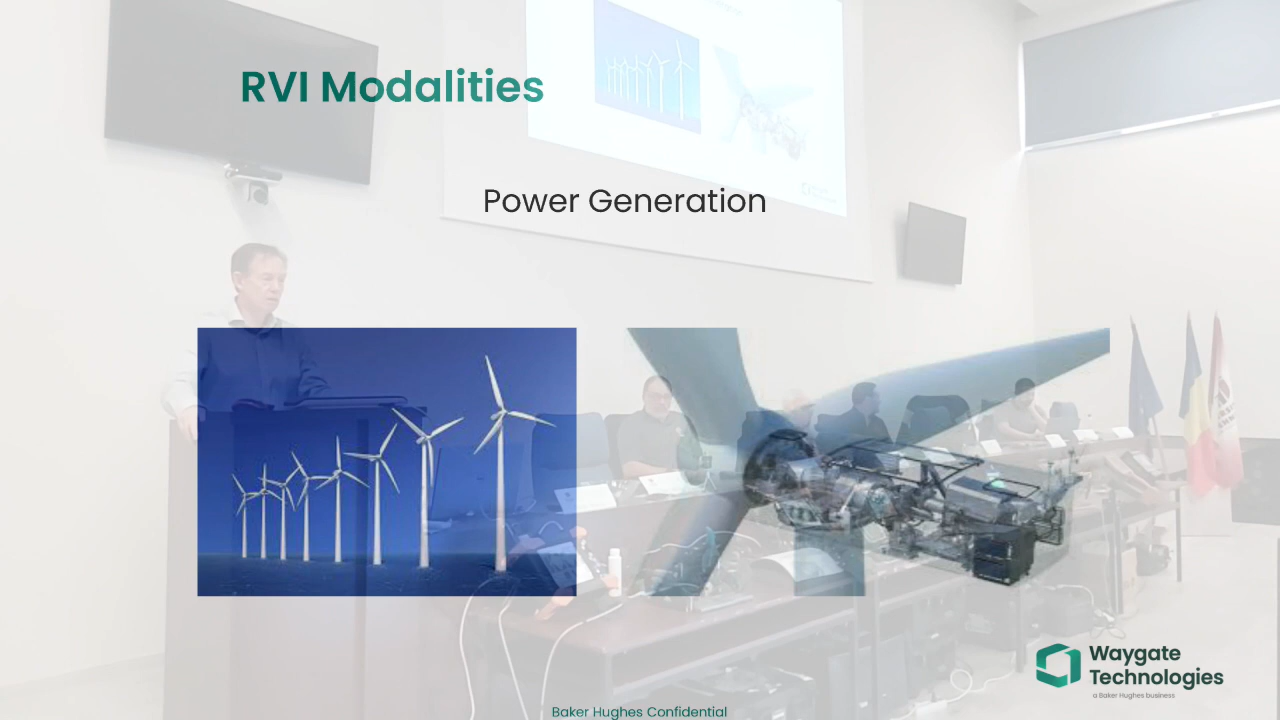 RVI Modalities
Power Generation
Waygate
Technologies
a Baker Hughes business
Baker Hughes Confidential